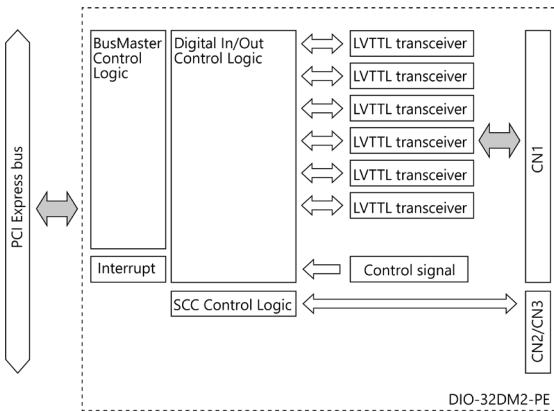 PCI Express bus
BusMaster
Control
Logic
Digital In/Out
Control Logic
LVTTL transceiver
LVTTL transceiver
LVTTL transceiver
LVTTL transceiver
LVTTL transceiver
LVTTL transceiver
CN1
Interrupt
Control signal
SCC Control Logic
CN2/CN3
DIO-32DM2-PE